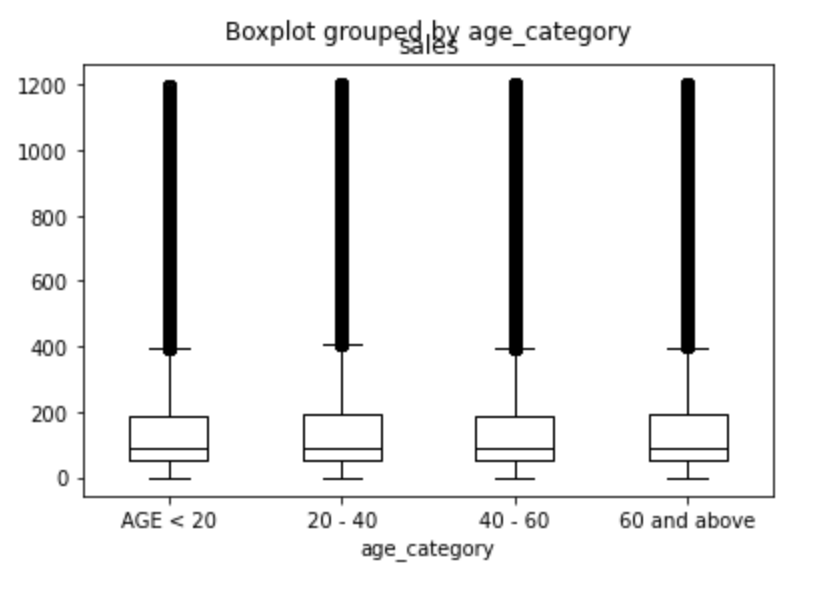 Boxplot grouped by age_category
sales
1200
1000
800
600
400
200
0
AGE < 20 20 - 40 40 - 60 60 and above
age_category